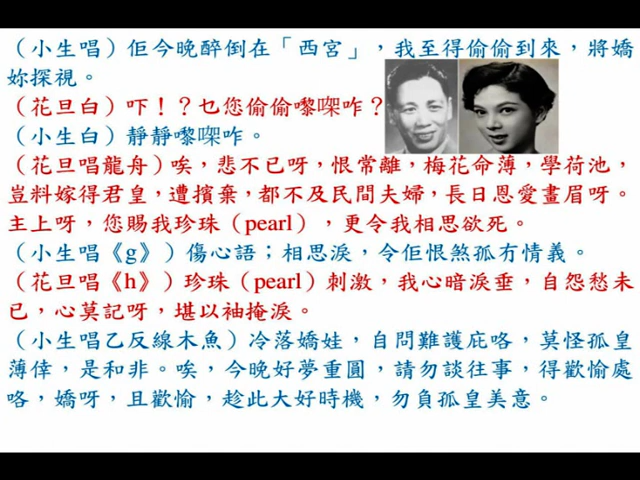 （小生唱）佢今晚醉倒在「西宮」，我至得偷偷到來，將嬌
妳探視。
（花旦白）吓！？乜您偷偷嚟㗎咋？
（小生白）靜靜嚟㗎咋。
（花旦唱龍舟）唉，悲不已呀，恨常離，梅花命薄，學荷池，
豈料嫁得君皇，遭擯棄，都不及民間夫婦，長日恩愛畫眉呀。
主上呀，您賜我珍珠（pearl），更令我相思欲死。
（小生唱《g》）傷心語；相思淚，令佢恨煞孤冇情義。
（花旦唱《h》）珍珠（pearl）刺激，我心暗淚垂，自怨愁未
已，心莫記呀，堪以袖掩淚。
（小生唱乙反線木魚）冷落嬌娃，自問難護庇咯，莫怪孤皇
薄倖，是和非。唉，今晚好夢重圓，請勿談往事，得歡愉處
咯，嬌呀，且歡愉，趁此大好時機，勿負孤皇美意。